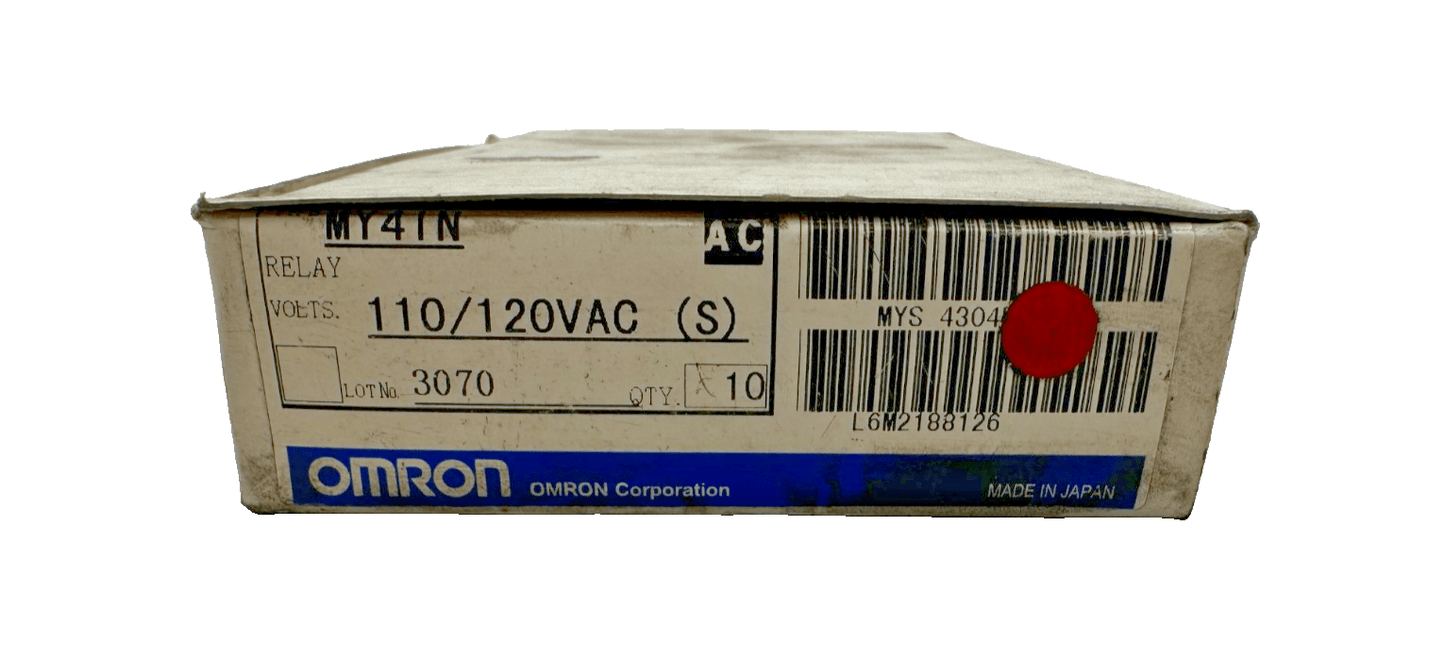 MY4IN
AC
RELAY
VOLTS. 110/120VAC (S)
LOT No. 3070 QTY. 10
MYS 4304
L6M2188126
OMRON OMRON Corporation MADE IN JAPAN